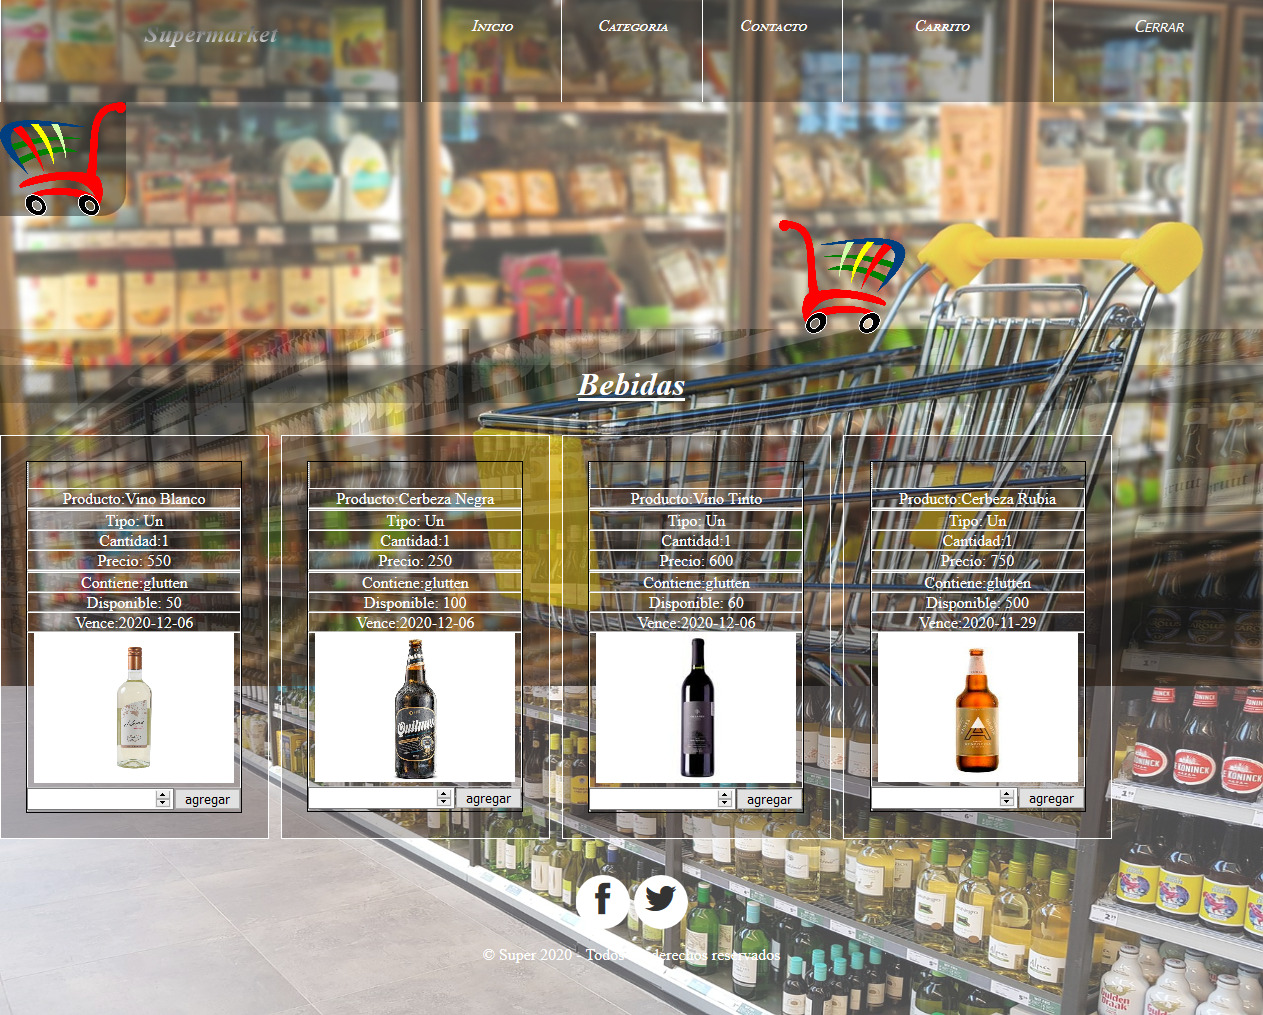 Supermarket
Inicio
Categoria
Contacto
Carrito
Cerrar
Bebidas
Producto:Vino Blanco
Tipo: Un
Cantidad:1
Precio: 550
Contiene:glutten
Disponible: 50
Vence:2020-12-06
agregar
Producto:Cerbeza Negra
Tipo: Un
Cantidad:1
Precio: 250
Contiene:glutten
Disponible: 100
Vence:2020-12-06
Quilmes
agregar
Producto:Vino Tinto
Tipo: Un
Cantidad:1
Precio: 600
Contiene:glutten
Disponible: 60
Vence:2020-12-06
agregar
Producto:Cerbeza Rubia
Tipo: Un
Cantidad:1
Precio: 750
Contiene:glutten
Disponible: 500
Vence:2020-11-29
agregar
KONINCK
KONINCK
KONINCK
© Super 2020 - Todos los derechos reservados